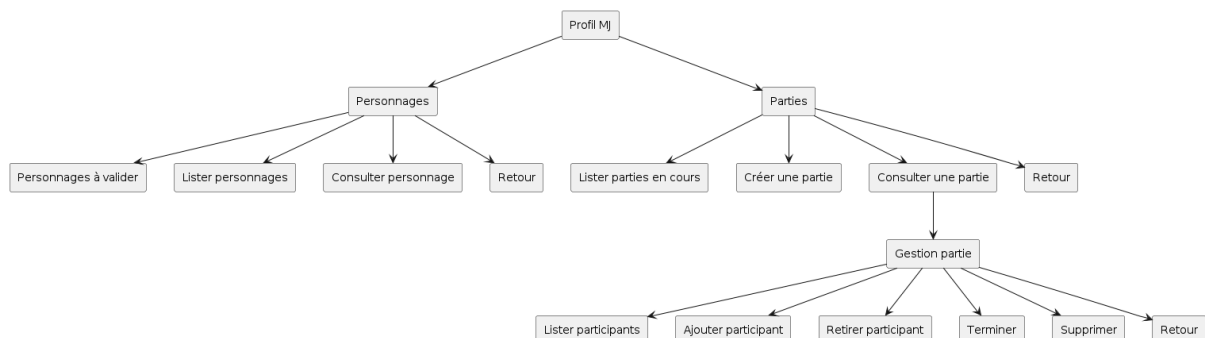 Profil MJ
Personnages
Parties
Personnages à valider
Lister personnages
Consulter personnage
Retour
Lister parties en cours
Créer une partie
Consulter une partie
Retour
Gestion partie
Lister participants
Ajouter participant
Retirer participant
Terminer
Supprimer
Retour